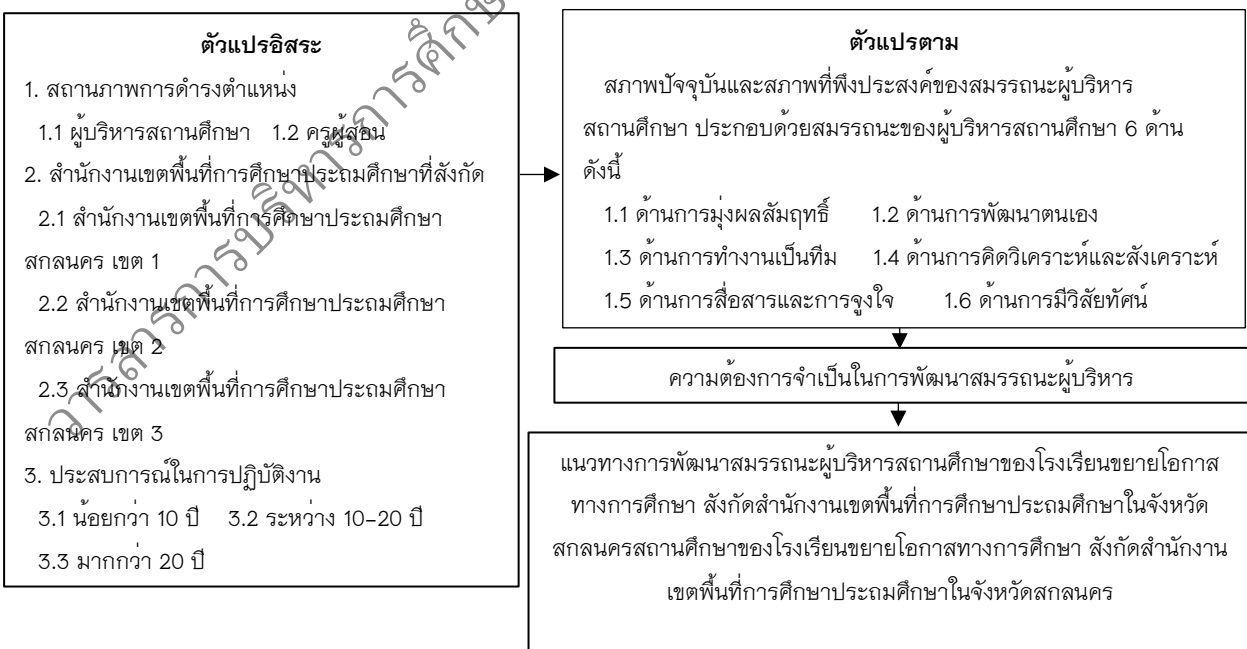 ตัวแปรอิสระ
1. สถานภาพการดำรงตำแหน่ง
1.1 ผู้บริหารสถานศึกษา 1.2 ครูผู้สอน
2. สำนักงานเขตพื้นที่การศึกษาประถมศึกษาที่สังกัด
2.1 สำนักงานเขตพื้นที่การศึกษาประถมศึกษา
สกลนคร เขต 1
2.2 สำนักงานเขตพื้นที่การศึกษาประถมศึกษา
สกลนคร เขต 2
2.3 สำนักงานเขตพื้นที่การศึกษาประถมศึกษา
สกลนคร เขต 3
3. ประสบการณ์ในการปฏิบัติงาน
3.1 น้อยกว่า 10 ปี 3.2 ระหว่าง 10–20 ปี
3.3 มากกว่า 20 ปี
ตัวแปรตาม
สภาพปัจจุบันและสภาพที่พึงประสงค์ของสมรรถนะผู้บริหาร
สถานศึกษา ประกอบด้วยสมรรถนะของผู้บริหารสถานศึกษา 6 ด้าน
ดังนี้
1.1 ด้านการมุ่งผลสัมฤทธิ์ 1.2 ด้านการพัฒนาตนเอง
1.3 ด้านการทำงานเป็นทีม 1.4 ด้านการคิดวิเคราะห์และสังเคราะห์
1.5 ด้านการสื่อสารและการจูงใจ 1.6 ด้านการมีวิสัยทัศน์
ความต้องการจำเป็นในการพัฒนาสมรรถนะผู้บริหาร
แนวทางการพัฒนาสมรรถนะผู้บริหารสถานศึกษาของโรงเรียนขยายโอกาส
ทางการศึกษา สังกัดสำนักงานเขตพื้นที่การศึกษาประถมศึกษาในจังหวัด
สกลนครสถานศึกษาของโรงเรียนขยายโอกาสทางการศึกษา สังกัดสำนักงาน
เขตพื้นที่การศึกษาประถมศึกษาในจังหวัดสกลนคร
วารสารการบริหารการศึกษ